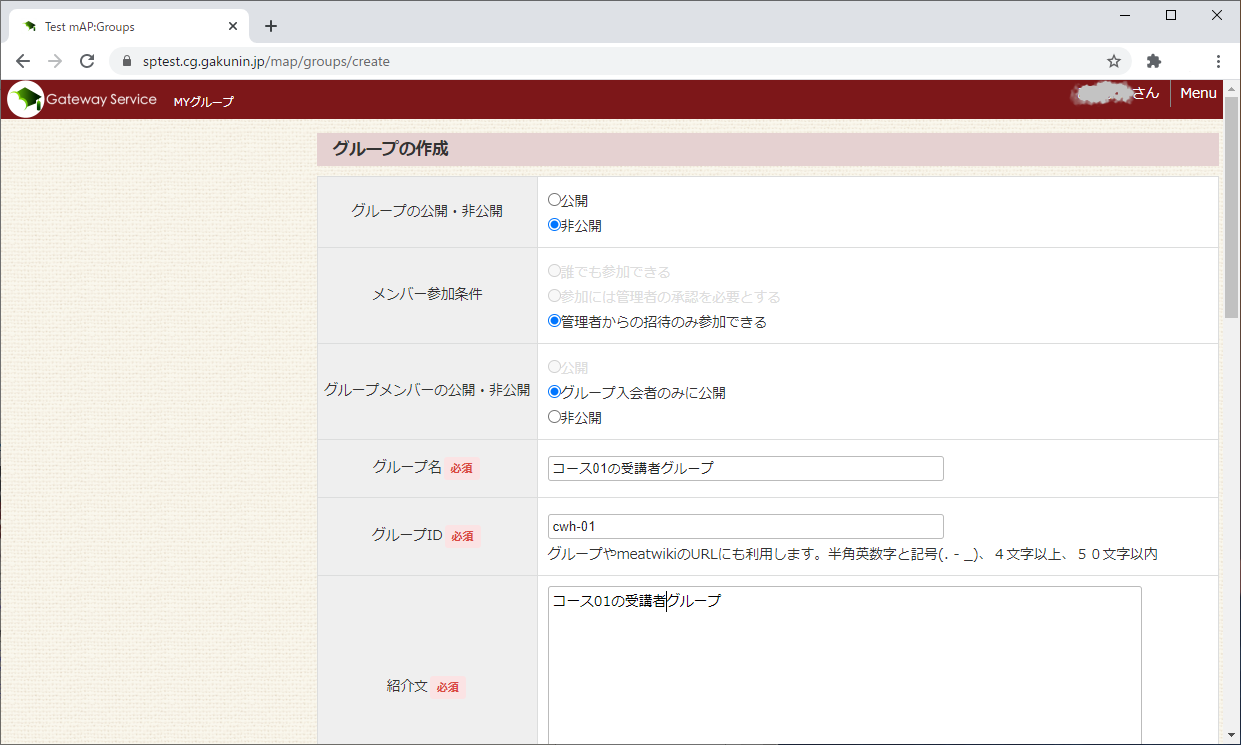 Test mAP:Groups
sptest.cg.gakunin.jp/map/groups/create
Gateway Service MYグループ さん Menu
グループの作成
グループの公開・非公開
公開
非公開
メンバー参加条件
誰でも参加できる
参加には管理者の承認を必要とする
管理者からの招待のみ参加できる
グループメンバーの公開・非公開
公開
グループ入会者のみに公開
非公開
グループ名 必須
コース01の受講者グループ
グループID 必須
cwh-01
グループやmeatwikiのURLにも利用します。半角英数字と記号(. - _)、４文字以上、５０文字以内
紹介文 必須
コース01の受講者グループ